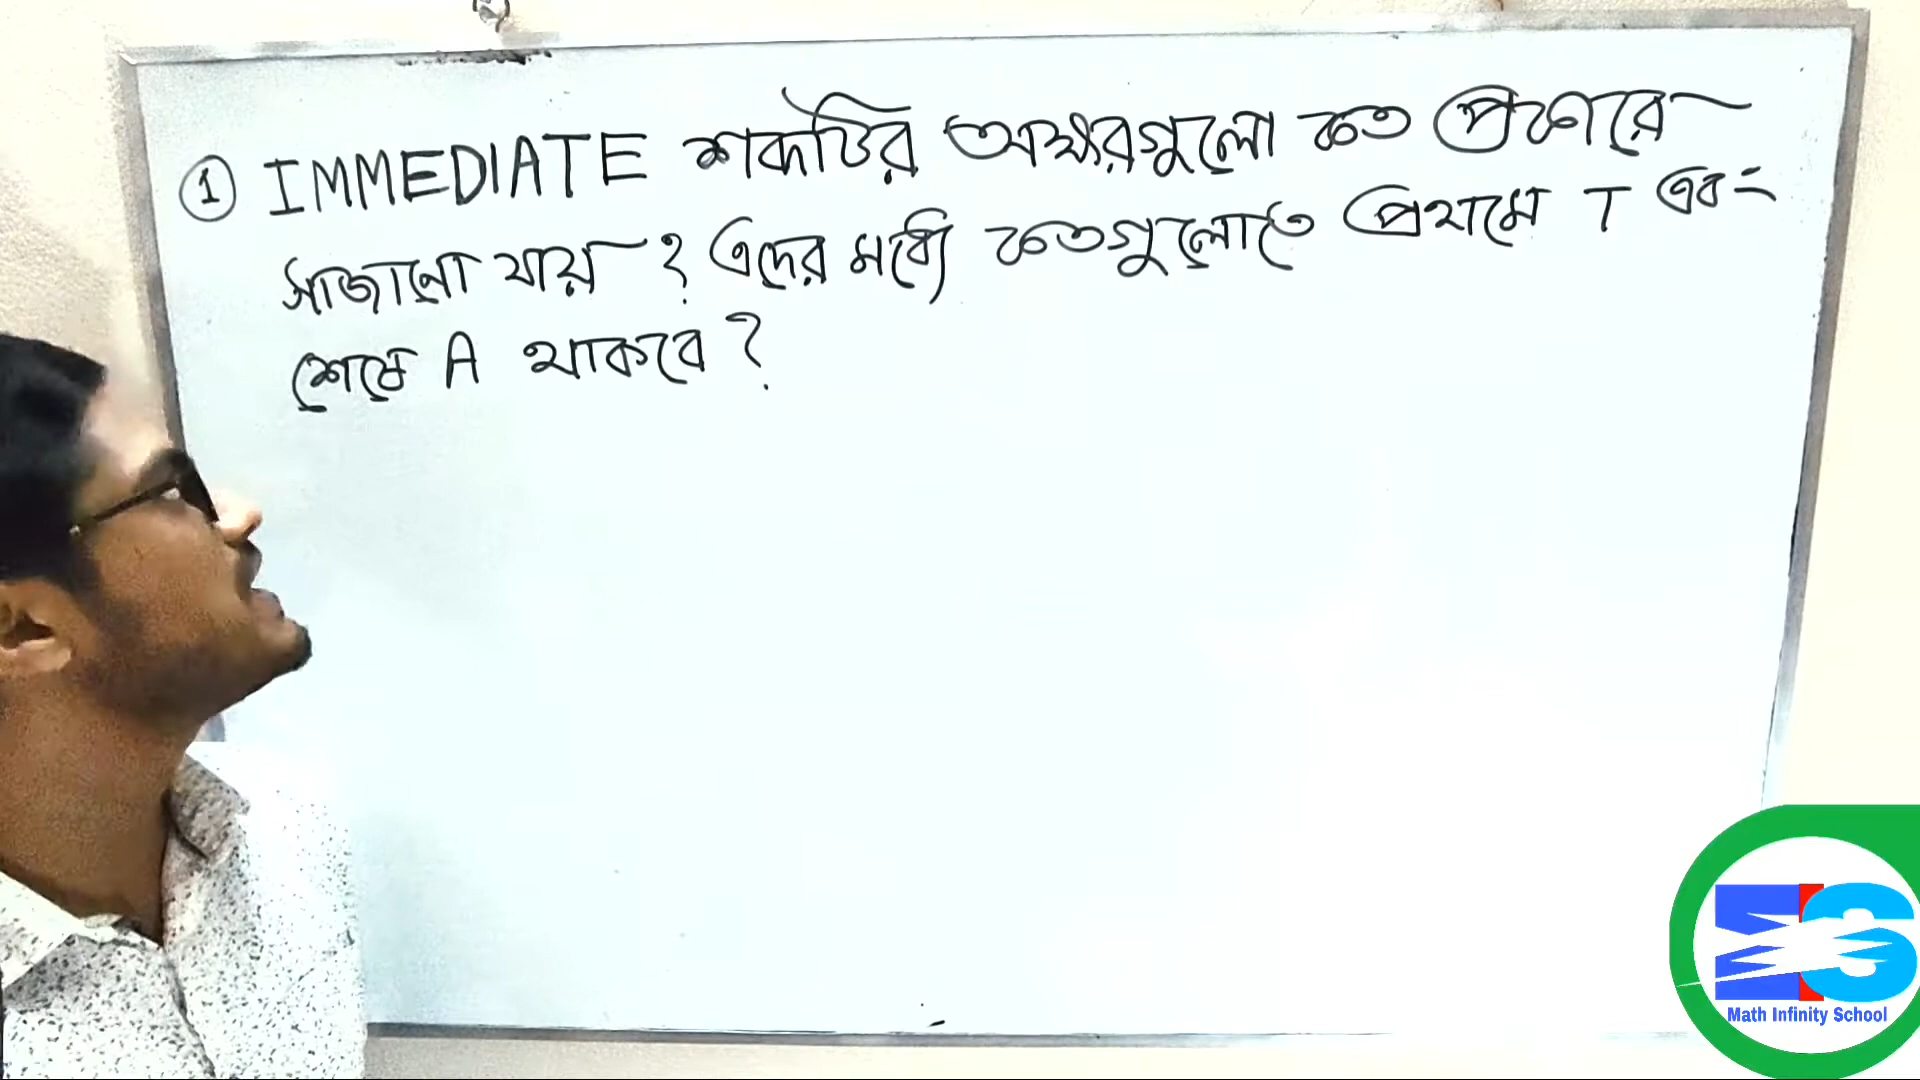 ① IMMEDIATE শব্দটির অক্ষরগুলো কত প্রকারে
সাজানো যায় ? এদের মধ্যে কতগুলোতে প্রথমে T এবং
শেষে A থাকবে ?
Math Infinity School